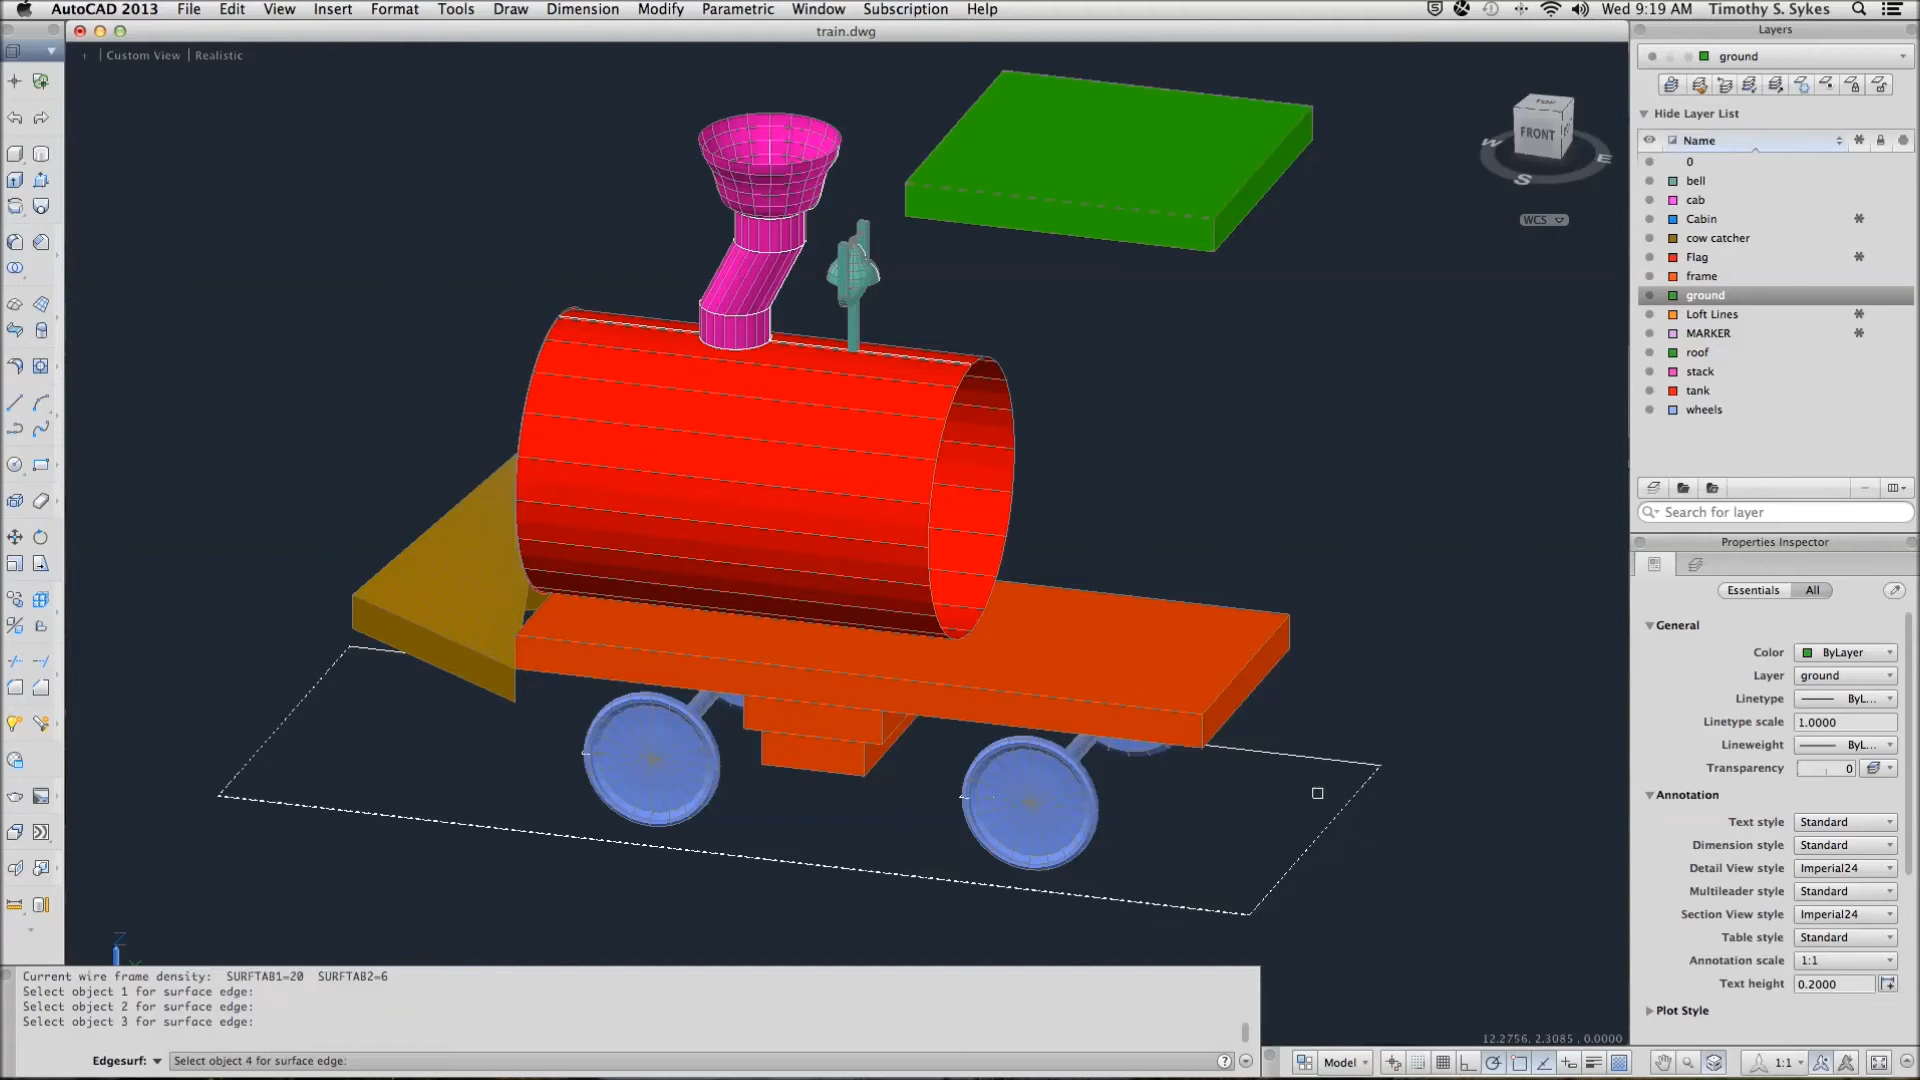 AutoCAD 2013 File Edit View Insert Format Tools Draw Dimension Modify Parametric Window Subscription Help Wed 9:19 AM Timothy S. Sykes
train.dwg
Layers
+ Custom View Realistic
ground
Hide Layer List
Name
0
bell
cab
Cabin
cow catcher
Flag
frame
ground
Loft Lines
MARKER
roof
stack
tank
wheels
TOP
FRONT
W
E
S
WCS
Search for layer
Properties Inspector
Essentials All
General
Color ByLayer
Layer ground
Linetype ByL...
Linetype scale 1.0000
Lineweight ByL...
Transparency 0
Annotation
Text style Standard
Dimension style Standard
Detail View style Imperial24
Multileader style Standard
Section View style Imperial24
Table style Standard
Annotation scale 1:1
Text height 0.2000
Plot Style
Z
Current wire frame density: SURFTAB1=20 SURFTAB2=6
Select object 1 for surface edge:
Select object 2 for surface edge:
Select object 3 for surface edge:
12.2756, 2.3085 , 0.0000
Edgesurf: Select object 4 for surface edge:
? Model 1:1